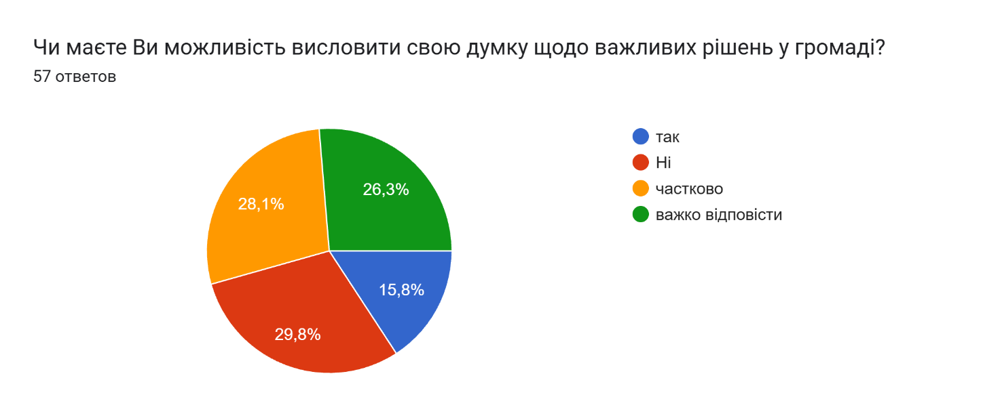 Чи маєте Ви можливість висловити свою думку щодо важливих рішень у громаді?
57 ответов
26,3%
28,1%
15,8%
29,8%
так
Ні
частково
важко відповісти